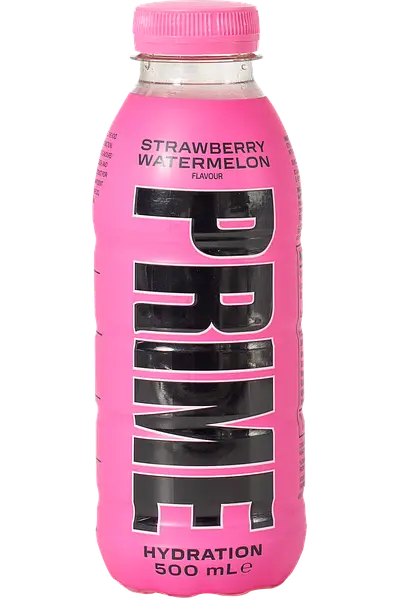 STRAWBERRY
WATERMELON
FLAVOUR
PRIME
HYDRATION
500 mL℮